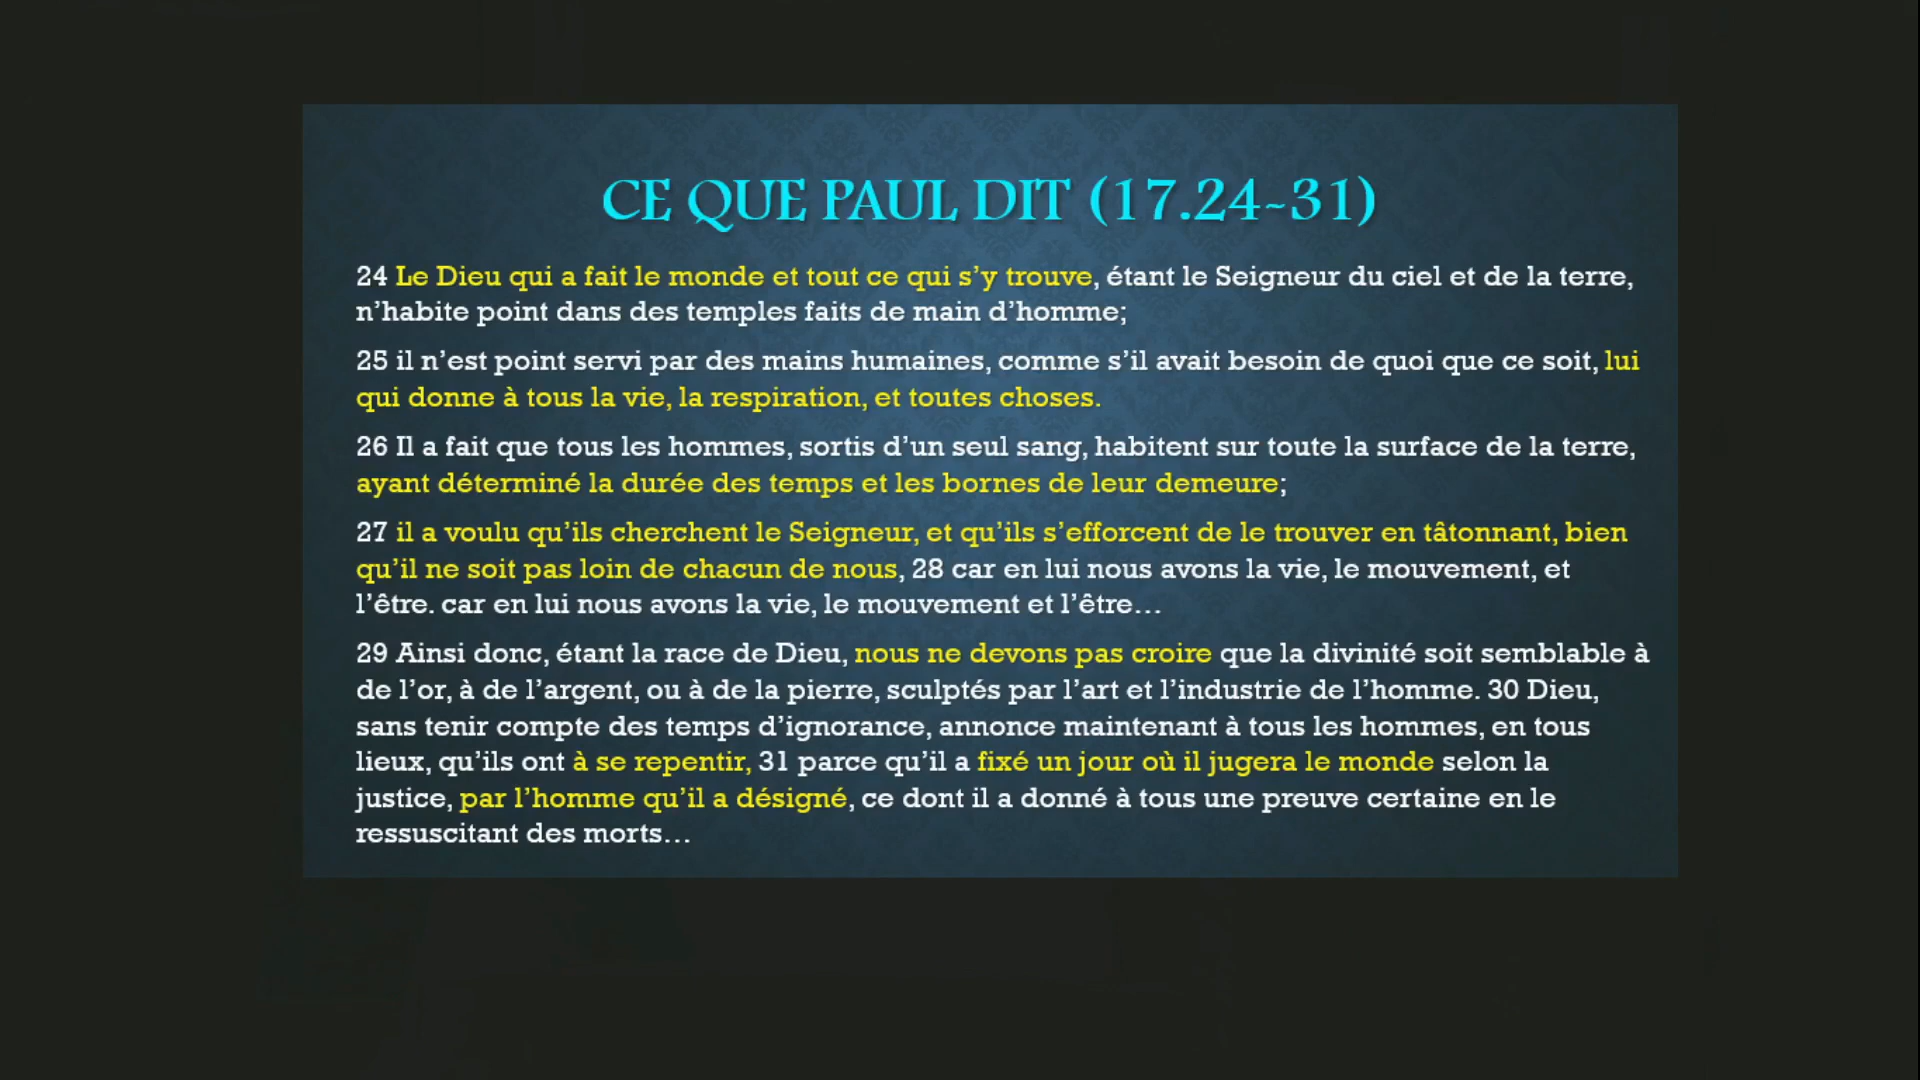 CE QUE PAUL DIT (17.24~31)
24 Le Dieu qui a fait le monde et tout ce qui s’y trouve, étant le Seigneur du ciel et de la terre,
n’habite point dans des temples faits de main d’homme;
25 il n’est point servi par des mains humaines, comme s’il avait besoin de quoi que ce soit, lui
qui donne à tous la vie, la respiration, et toutes choses.
26 Il a fait que tous les hommes, sortis d’un seul sang, habitent sur toute la surface de la terre,
ayant déterminé la durée des temps et les bornes de leur demeure;
27 il a voulu qu’ils cherchent le Seigneur, et qu’ils s’efforcent de le trouver en tâtonnant, bien
qu’il ne soit pas loin de chacun de nous, 28 car en lui nous avons la vie, le mouvement, et
l’être. car en lui nous avons la vie, le mouvement et l’être…
29 Ainsi donc, étant la race de Dieu, nous ne devons pas croire que la divinité soit semblable à
de l’or, à de l’argent, ou à de la pierre, sculptés par l’art et l’industrie de l’homme. 30 Dieu,
sans tenir compte des temps d’ignorance, annonce maintenant à tous les hommes, en tous
lieux, qu’ils ont à se repentir, 31 parce qu’il a fixé un jour où il jugera le monde selon la
justice, par l’homme qu’il a désigné, ce dont il a donné à tous une preuve certaine en le
ressuscitant des morts…